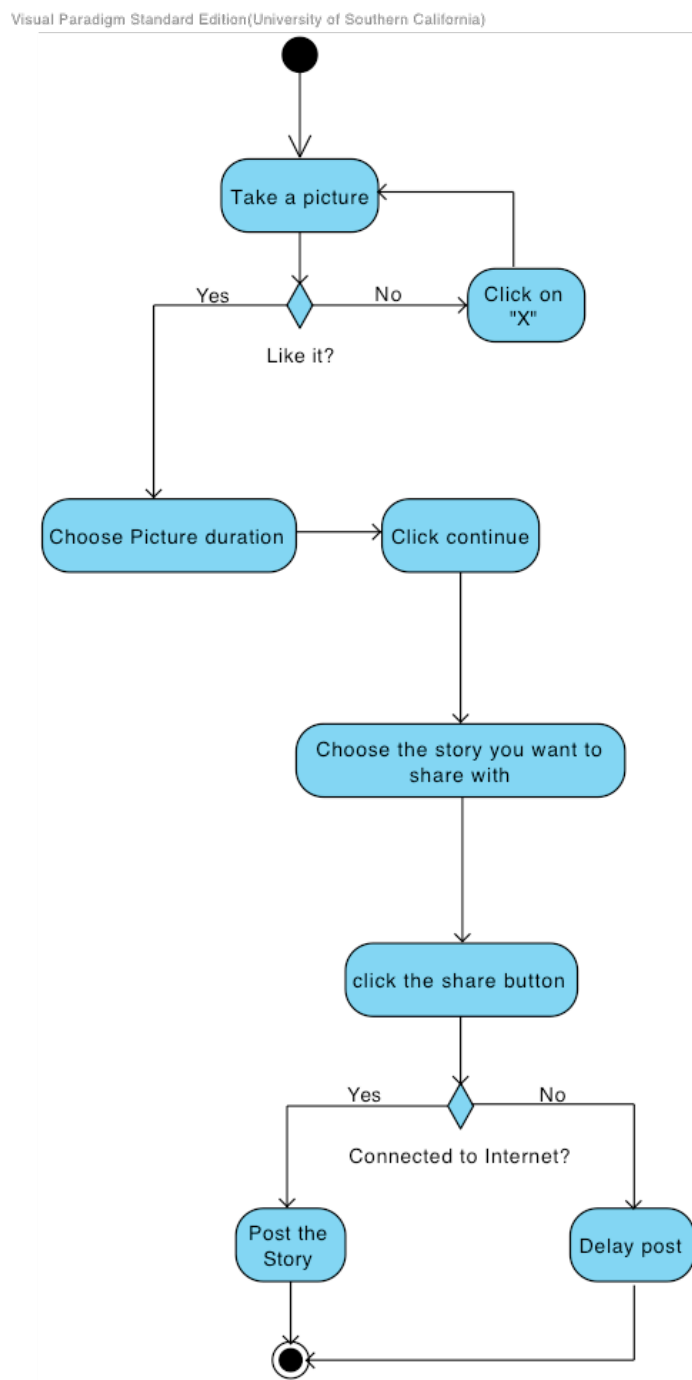 Visual Paradigm Standard Edition(University of Southern California)
Take a picture
Yes
No
Click on
"X"
Like it?
Choose Picture duration
Click continue
Choose the story you want to
share with
click the share button
Yes
No
Connected to Internet?
Post the
Story
Delay post